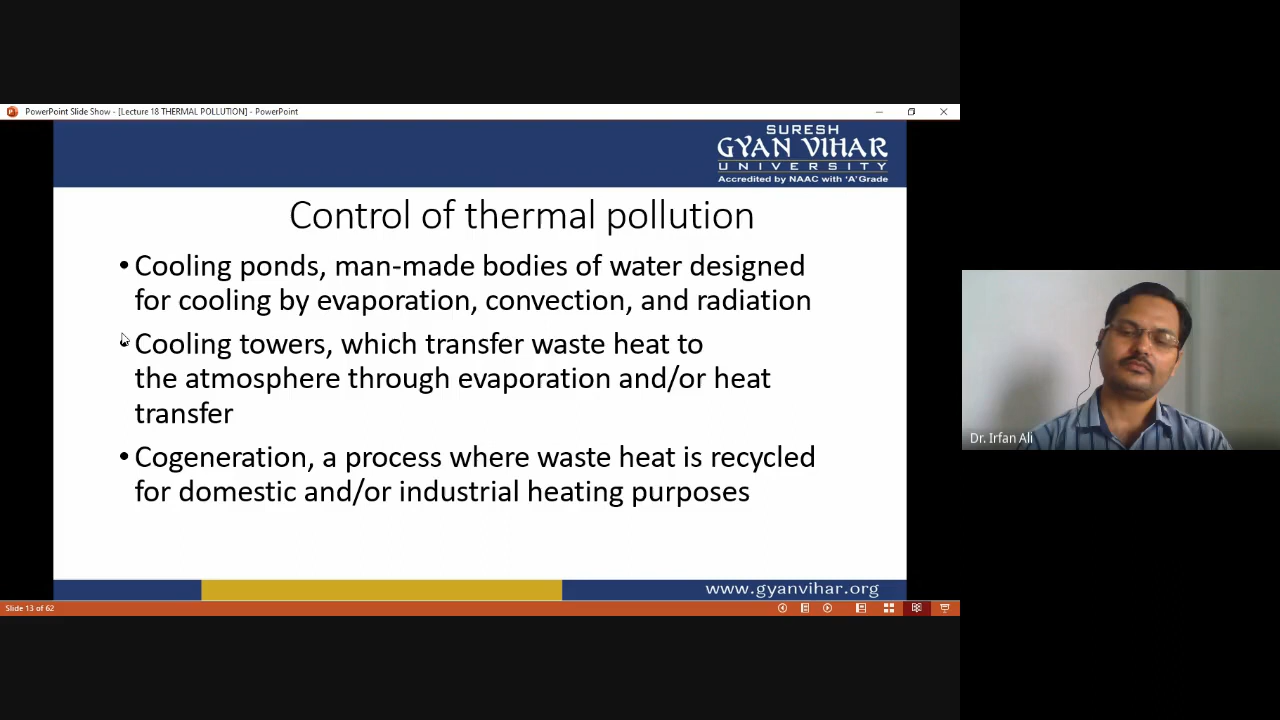 PowerPoint Slide Show - [Lecture 18 THERMAL POLLUTION] - PowerPoint
SURESH
GYAN VIHAR
UNIVERSITY
Accredited by NAAC with 'A' Grade
Control of thermal pollution
• Cooling ponds, man-made bodies of water designed
for cooling by evaporation, convection, and radiation
Cooling towers, which transfer waste heat to
the atmosphere through evaporation and/or heat
transfer
• Cogeneration, a process where waste heat is recycled
for domestic and/or industrial heating purposes
Dr. Irfan Ali
www.gyanvihar.org
Slide 13 of 62